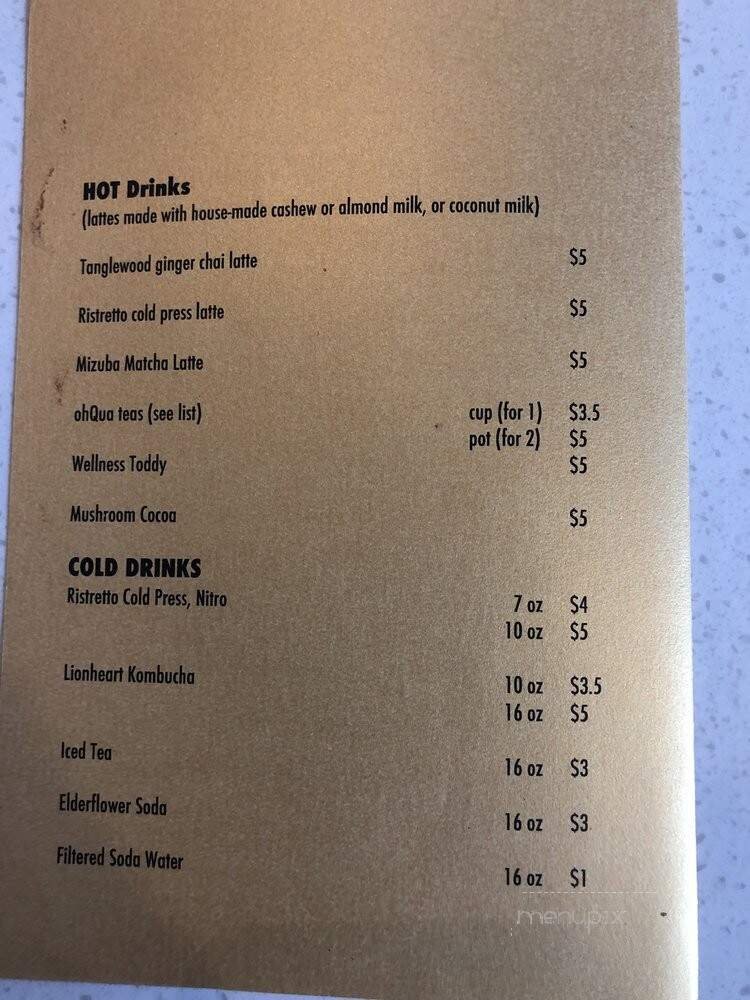 HOT Drinks
(lattes made with house-made cashew or almond milk, or coconut milk)
Tanglewood ginger chai latte $5
Ristretto cold press latte $5
Mizuba Matcha Latte $5
ohQua teas (see list) cup (for 1) $3.5
pot (for 2) $5
Wellness Toddy $5
Mushroom Cocoa $5
COLD DRINKS
Ristretto Cold Press, Nitro 7 oz $4
10 oz $5
Lionheart Kombucha 10 oz $3.5
16 oz $5
Iced Tea 16 oz $3
Elderflower Soda 16 oz $3
Filtered Soda Water 16 oz $1
menupix